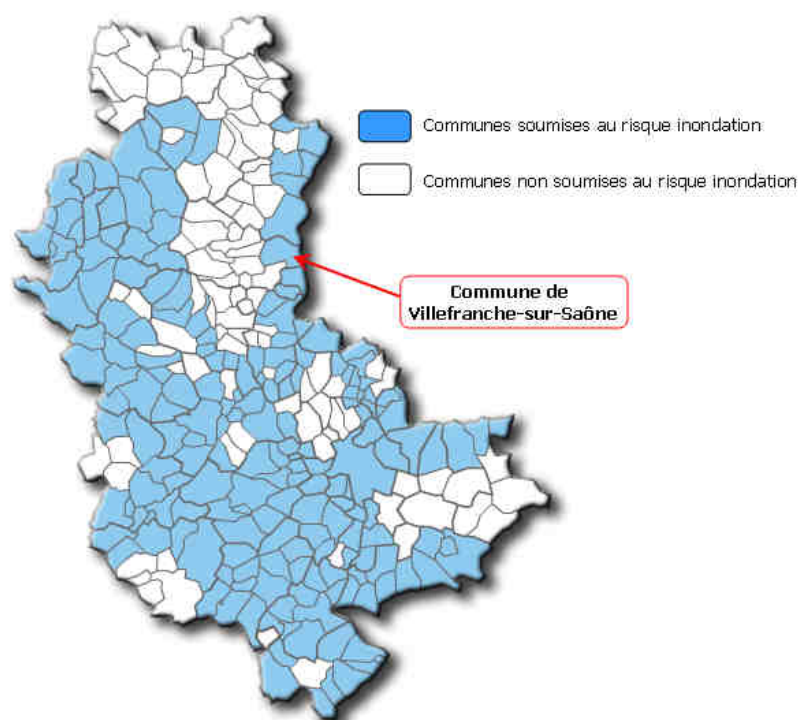 Communes soumises au risque inondation
Communes non soumises au risque inondation
Commune de
Villefranche-sur-Saône